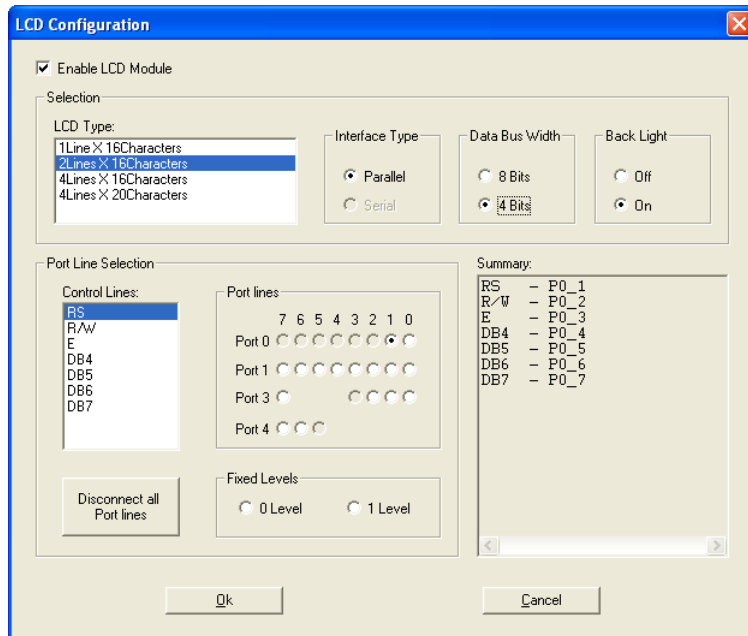 LCD Configuration
Enable LCD Module
Selection
LCD Type:
1Line X 16Characters
2Lines X 16Characters
4Lines X 16Characters
4Lines X 20Characters
Interface Type
Parallel
Serial
Data Bus Width
8 Bits
4 Bits
Back Light
Off
On
Port Line Selection
Control Lines:
RS
R/W
E
DB4
DB5
DB6
DB7
Disconnect all
Port lines
Port lines
7 6 5 4 3 2 1 0
Port 0
Port 1
Port 3
Port 4
Fixed Levels
0 Level
1 Level
Summary:
RS - P0_1
R/W - P0_2
E - P0_3
DB4 - P0_4
DB5 - P0_5
DB6 - P0_6
DB7 - P0_7
Ok
Cancel